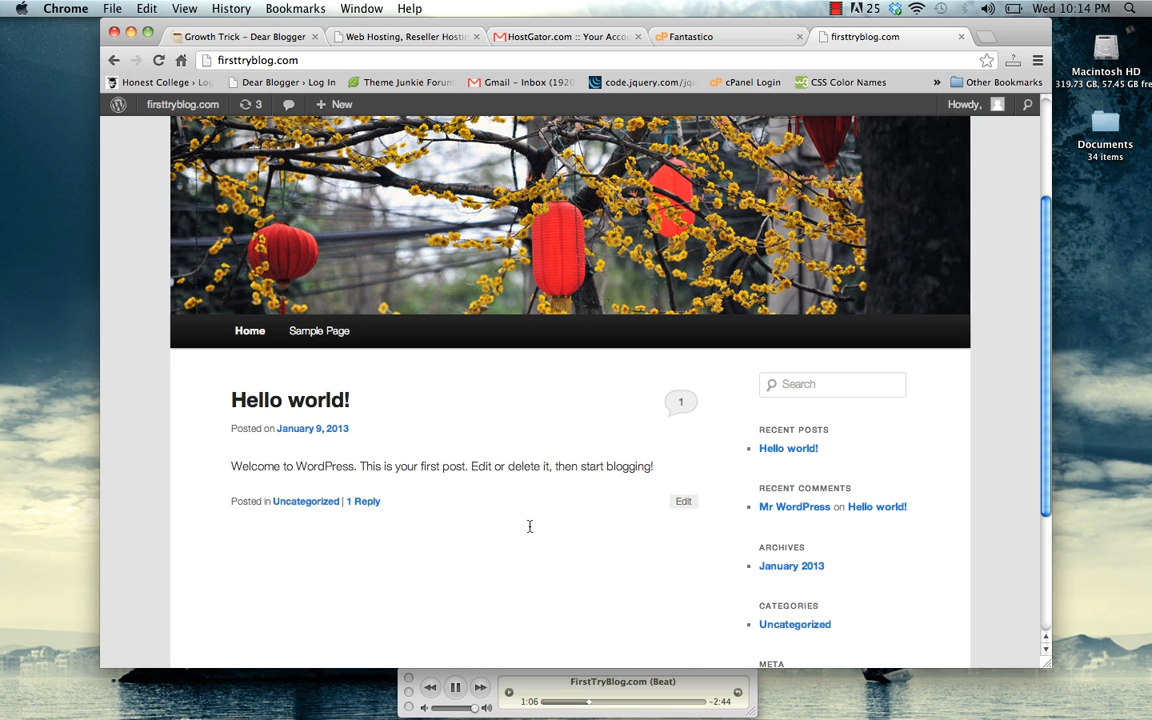 Chrome File Edit View History Bookmarks Window Help 25 Wed 10:14 PM
Growth Trick – Dear Blogger Web Hosting, Reseller Hosti HostGator.com :: Your Acco Fantastico firsttryblog.com
firsttryblog.com
Honest College › Log Dear Blogger › Log In Theme Junkie Forum Gmail – Inbox (1920 code.jquery.com/jq cPanel Login CSS Color Names » Other Bookmarks
firsttryblog.com 3 + New Howdy,
Macintosh HD
319.73 GB, 57.45 GB fre
Documents
34 items
Home Sample Page
Hello world!
1
Posted on January 9, 2013
Welcome to WordPress. This is your first post. Edit or delete it, then start blogging!
Posted in Uncategorized | 1 Reply Edit
Search
RECENT POSTS
Hello world!
RECENT COMMENTS
Mr WordPress on Hello world!
ARCHIVES
January 2013
CATEGORIES
Uncategorized
META
FirstTryBlog.com (Beat)
1:06 -2:44